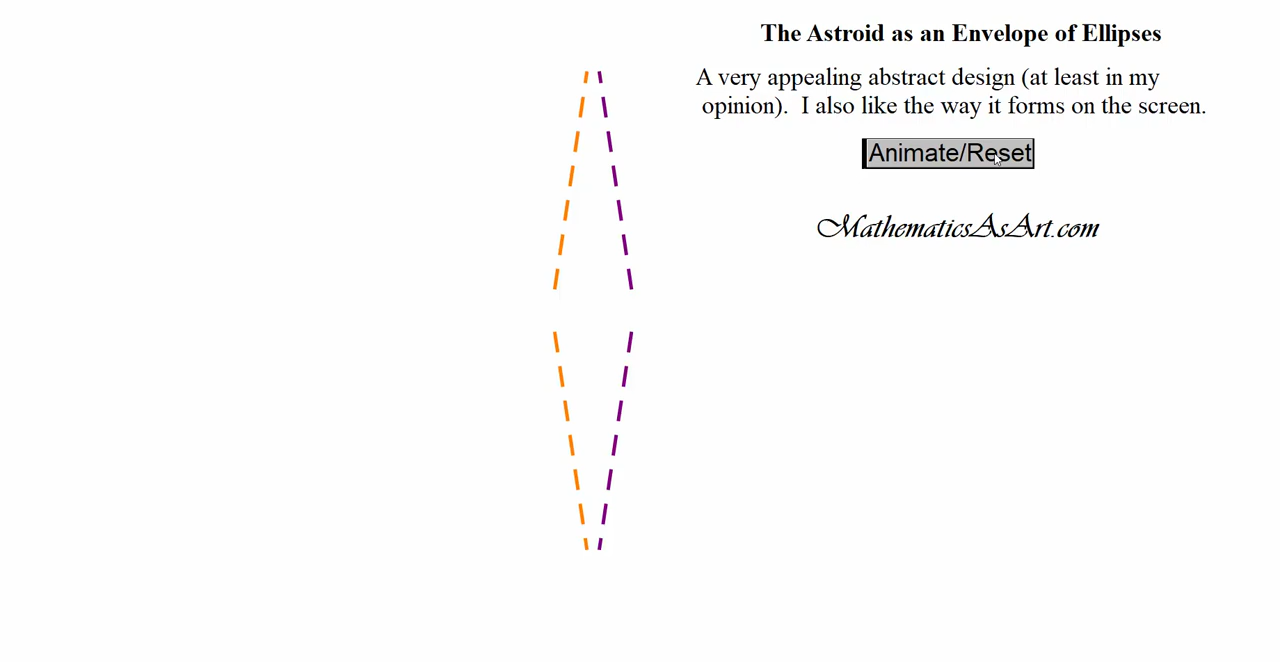 The Astroid as an Envelope of Ellipses
A very appealing abstract design (at least in my
opinion). I also like the way it forms on the screen.
Animate/Reset
MathematicsAsArt.com